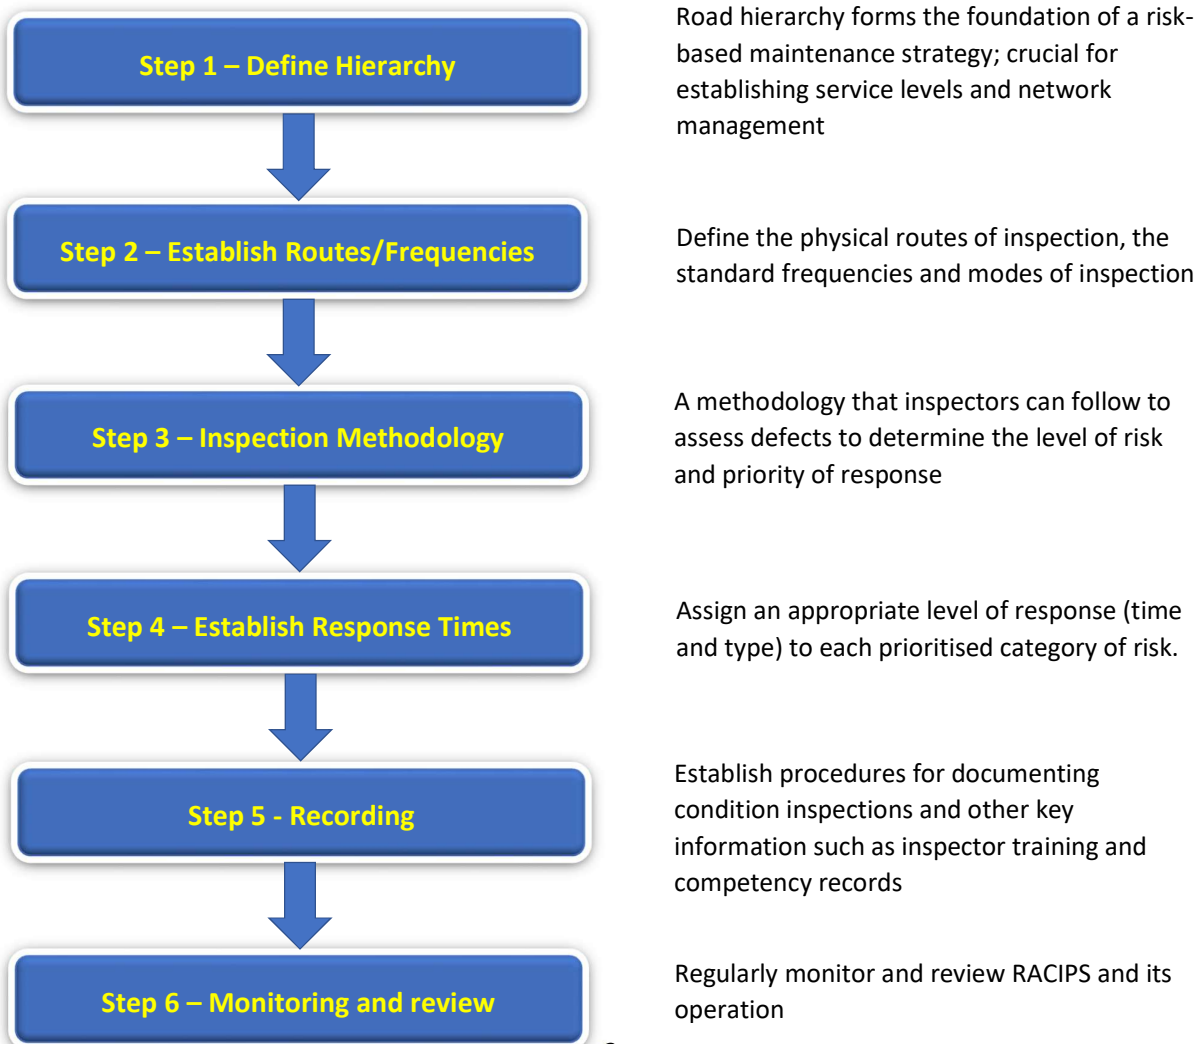 Step 1 – Define Hierarchy
Road hierarchy forms the foundation of a risk-
based maintenance strategy; crucial for
establishing service levels and network
management
Step 2 – Establish Routes/Frequencies
Define the physical routes of inspection, the
standard frequencies and modes of inspection
Step 3 – Inspection Methodology
A methodology that inspectors can follow to
assess defects to determine the level of risk
and priority of response
Step 4 – Establish Response Times
Assign an appropriate level of response (time
and type) to each prioritised category of risk.
Step 5 - Recording
Establish procedures for documenting
condition inspections and other key
information such as inspector training and
competency records
Step 6 – Monitoring and review
Regularly monitor and review RACIPS and its
operation